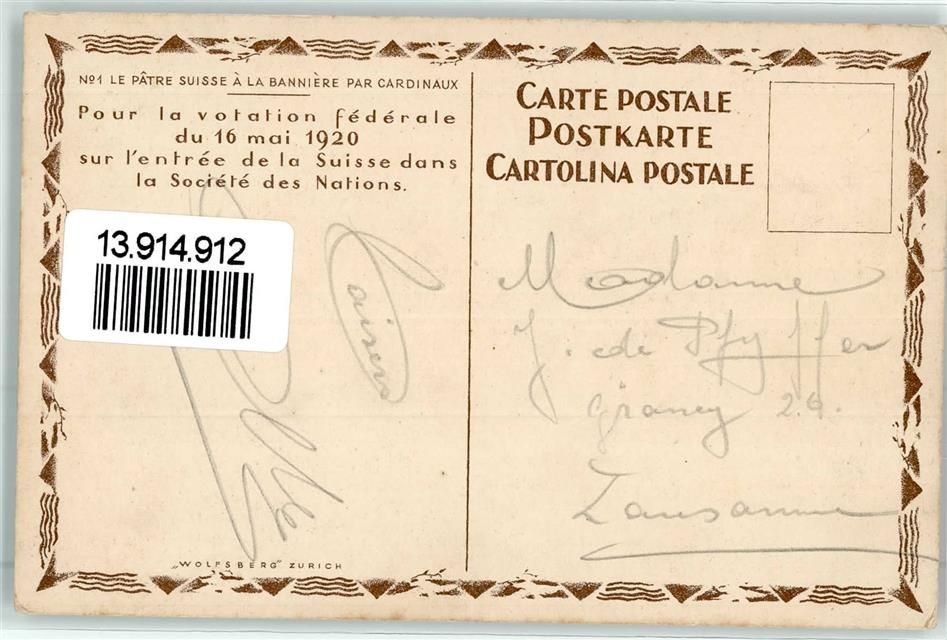 Nº1 LE PÂTRE SUISSE À LA BANNIÈRE PAR CARDINAUX
Pour la votation fédérale
du 16 mai 1920
sur l'entrée de la Suisse dans
la Société des Nations.
13.914.912
„WOLFSBERG" ZURICH
CARTE POSTALE
POSTKARTE
CARTOLINA POSTALE
Madame
J. de Pfyffer
Lausanne